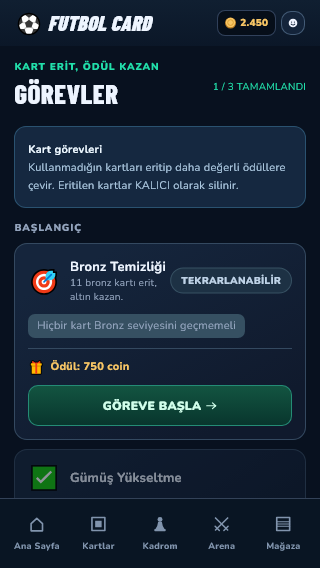 FUTBOL CARD
2.450
KART ERİT, ÖDÜL KAZAN
GÖREVLER
1 / 3 TAMAMLANDI
Kart görevleri
Kullanmadığın kartları eritip daha değerli ödüllere
çevir. Eritilen kartlar KALICI olarak silinir.
BAŞLANGIÇ
Bronz Temizliği
11 bronz kartı erit,
altın kazan.
TEKRARLANABİLİR
Hiçbir kart Bronz seviyesini geçmemeli
Ödül: 750 coin
GÖREVE BAŞLA →
Gümüş Yükseltme
Ana Sayfa
Kartlar
Kadrom
Arena
Mağaza